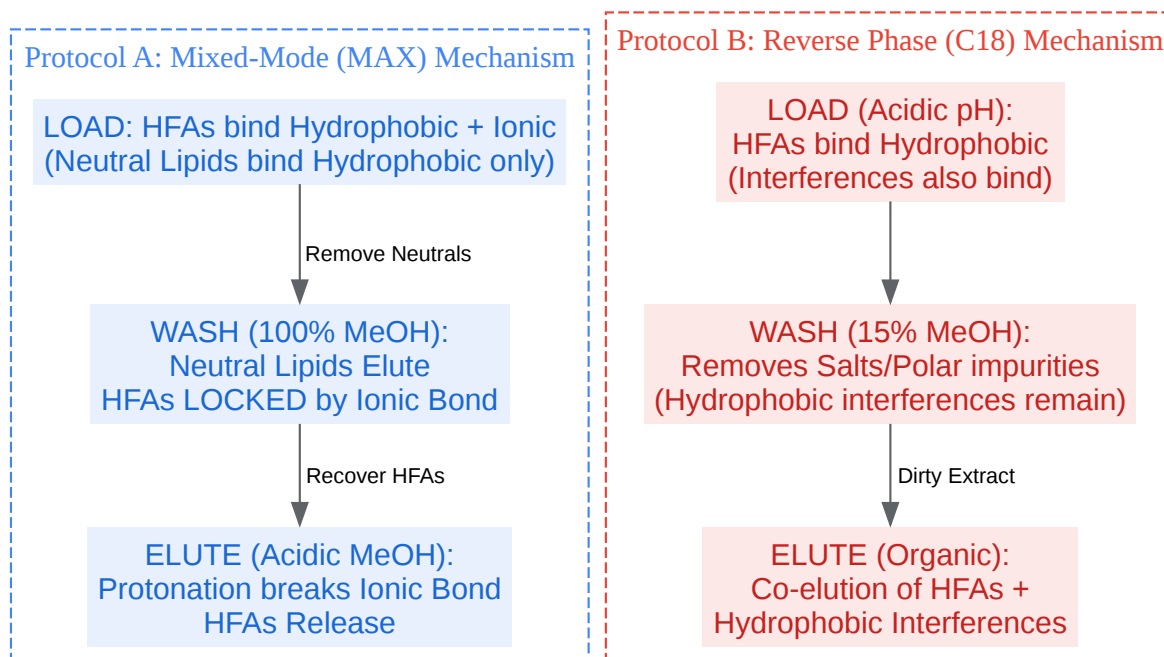 Protocol A: Mixed-Mode (MAX) Mechanism
LOAD: HFAs bind Hydrophobic + Ionic
(Neutral Lipids bind Hydrophobic only)
Remove Neutrals
WASH (100% MeOH):
Neutral Lipids Elute
HFAs LOCKED by Ionic Bond
Recover HFAs
ELUTE (Acidic MeOH):
Protonation breaks Ionic Bond
HFAs Release
Protocol B: Reverse Phase (C18) Mechanism
LOAD (Acidic pH):
HFAs bind Hydrophobic
(Interferences also bind)
WASH (15% MeOH):
Removes Salts/Polar impurities
(Hydrophobic interferences remain)
Dirty Extract
ELUTE (Organic):
Co-elution of HFAs +
Hydrophobic Interferences